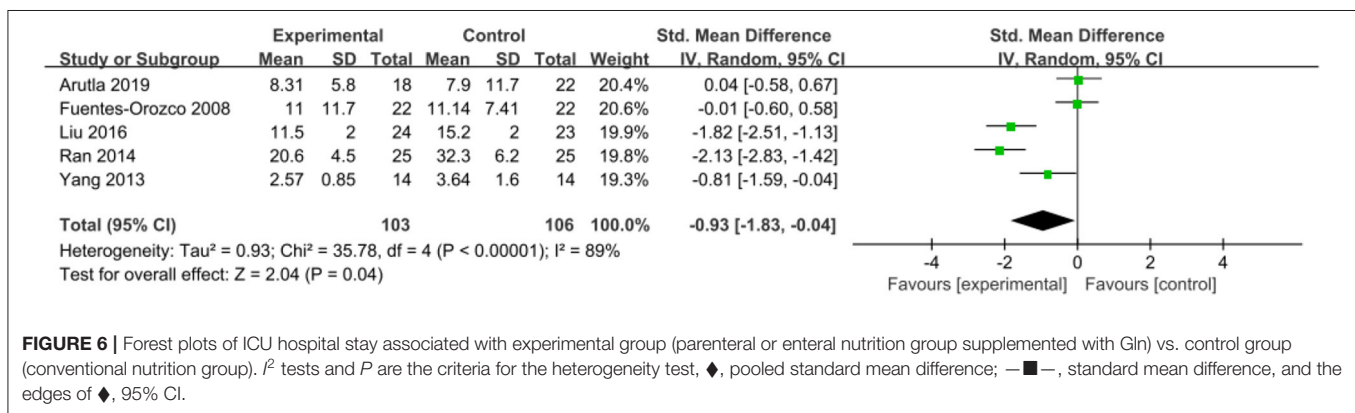 Experimental Control Std. Mean Difference Std. Mean Difference
Study or Subgroup Mean SD Total Mean SD Total Weight IV, Random, 95% CI IV, Random, 95% CI
Arutla 2019 8.31 5.8 18 7.9 11.7 22 20.4% 0.04 [-0.58, 0.67]
Fuentes-Orozco 2008 11 11.7 22 11.14 7.41 22 20.6% -0.01 [-0.60, 0.58]
Liu 2016 11.5 2 24 15.2 2 23 19.9% -1.82 [-2.51, -1.13]
Ran 2014 20.6 4.5 25 32.3 6.2 25 19.8% -2.13 [-2.83, -1.42]
Yang 2013 2.57 0.85 14 3.64 1.6 14 19.3% -0.81 [-1.59, -0.04]
Total (95% CI) 103 106 100.0% -0.93 [-1.83, -0.04]
Heterogeneity: Tau² = 0.93; Chi² = 35.78, df = 4 (P < 0.00001); I² = 89%
Test for overall effect: Z = 2.04 (P = 0.04)
-4 -2 0 2 4
Favours [experimental] Favours [control]
FIGURE 6 | Forest plots of ICU hospital stay associated with experimental group (parenteral or enteral nutrition group supplemented with Gln) vs. control group
(conventional nutrition group). I² tests and P are the criteria for the heterogeneity test, ♦, pooled standard mean difference; —■—, standard mean difference, and the
edges of ♦, 95% CI.